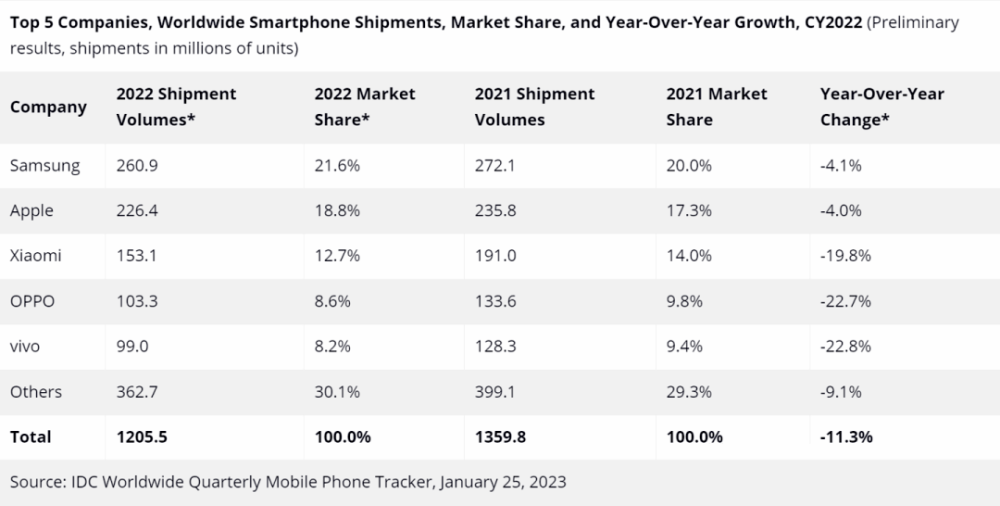 Top 5 Companies, Worldwide Smartphone Shipments, Market Share, and Year-Over-Year Growth, CY2022 (Preliminary
results, shipments in millions of units)
Company 2022 Shipment Volumes* 2022 Market Share* 2021 Shipment Volumes 2021 Market Share Year-Over-Year Change*
Samsung 260.9 21.6% 272.1 20.0% -4.1%
Apple 226.4 18.8% 235.8 17.3% -4.0%
Xiaomi 153.1 12.7% 191.0 14.0% -19.8%
OPPO 103.3 8.6% 133.6 9.8% -22.7%
vivo 99.0 8.2% 128.3 9.4% -22.8%
Others 362.7 30.1% 399.1 29.3% -9.1%
Total 1205.5 100.0% 1359.8 100.0% -11.3%
Source: IDC Worldwide Quarterly Mobile Phone Tracker, January 25, 2023